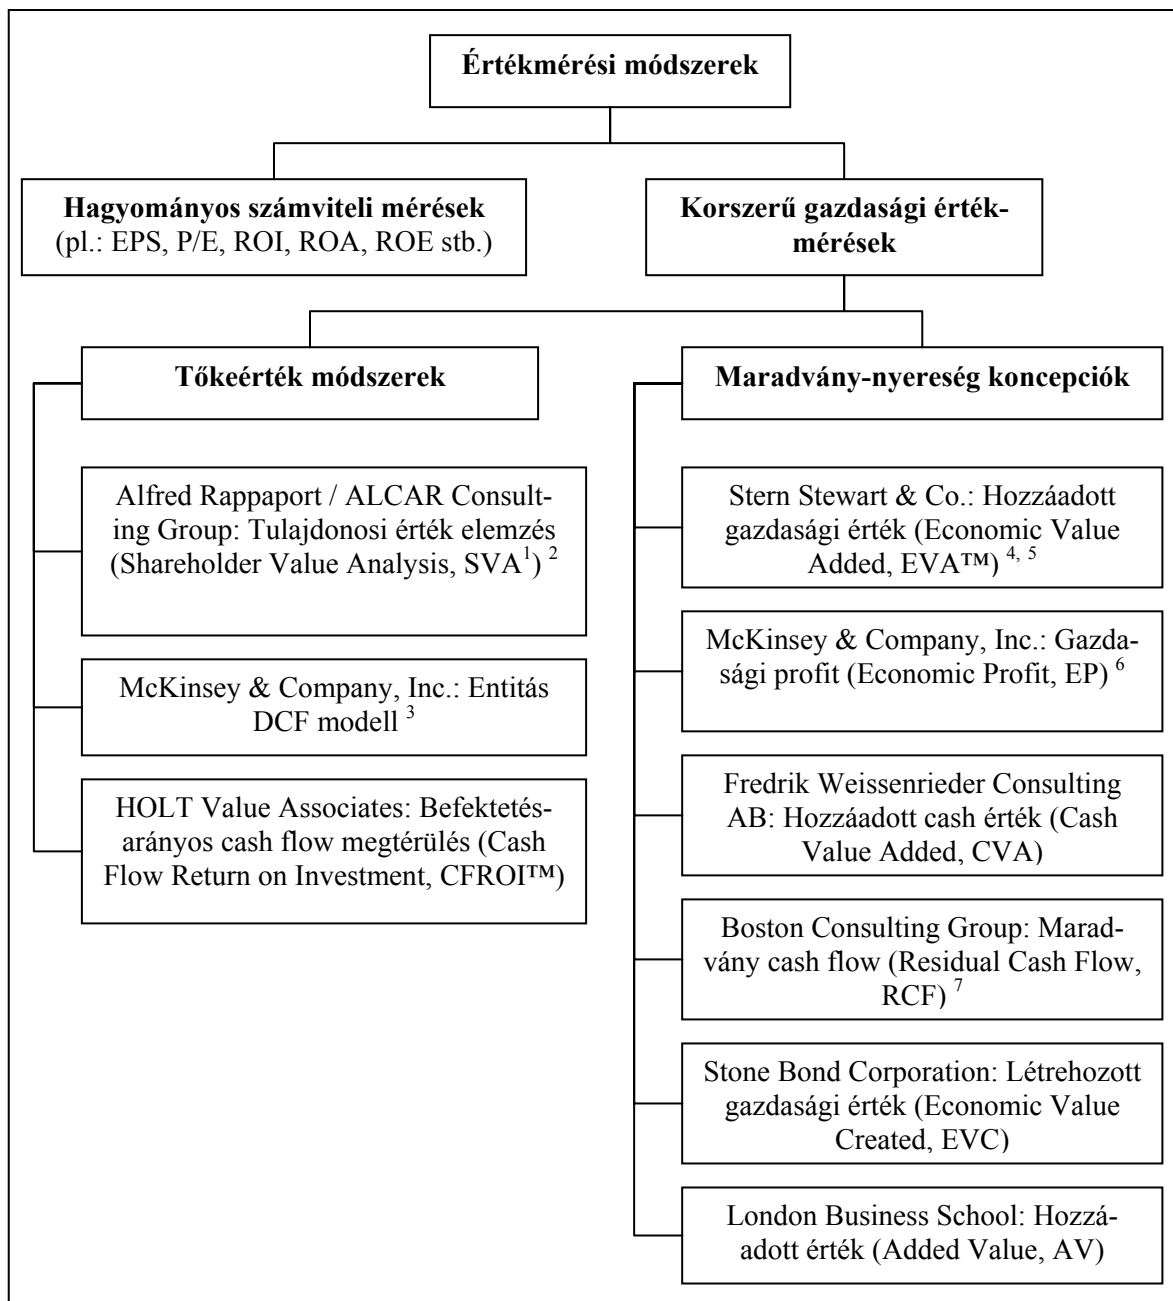 Értékmérési módszerek
Hagyományos számviteli mérések
(pl.: EPS, P/E, ROI, ROA, ROE stb.)
Korszerű gazdasági érték-
mérések
Tőkeérték módszerek
Alfred Rappaport / ALCAR Consult-
ing Group: Tulajdonosi érték elemzés
(Shareholder Value Analysis, SVA¹) ²
McKinsey & Company, Inc.: Entitás
DCF modell ³
HOLT Value Associates: Befektetés-
arányos cash flow megtérülés (Cash
Flow Return on Investment, CFROI™)
Maradvány-nyereség koncepciók
Stern Stewart & Co.: Hozzáadott
gazdasági érték (Economic Value
Added, EVA™) ⁴, ⁵
McKinsey & Company, Inc.: Gazda-
sági profit (Economic Profit, EP) ⁶
Fredrik Weissenrieder Consulting
AB: Hozzáadott cash érték (Cash
Value Added, CVA)
Boston Consulting Group: Marad-
vány cash flow (Residual Cash Flow,
RCF) ⁷
Stone Bond Corporation: Létrehozott
gazdasági érték (Economic Value
Created, EVC)
London Business School: Hozzá-
adott érték (Added Value, AV)